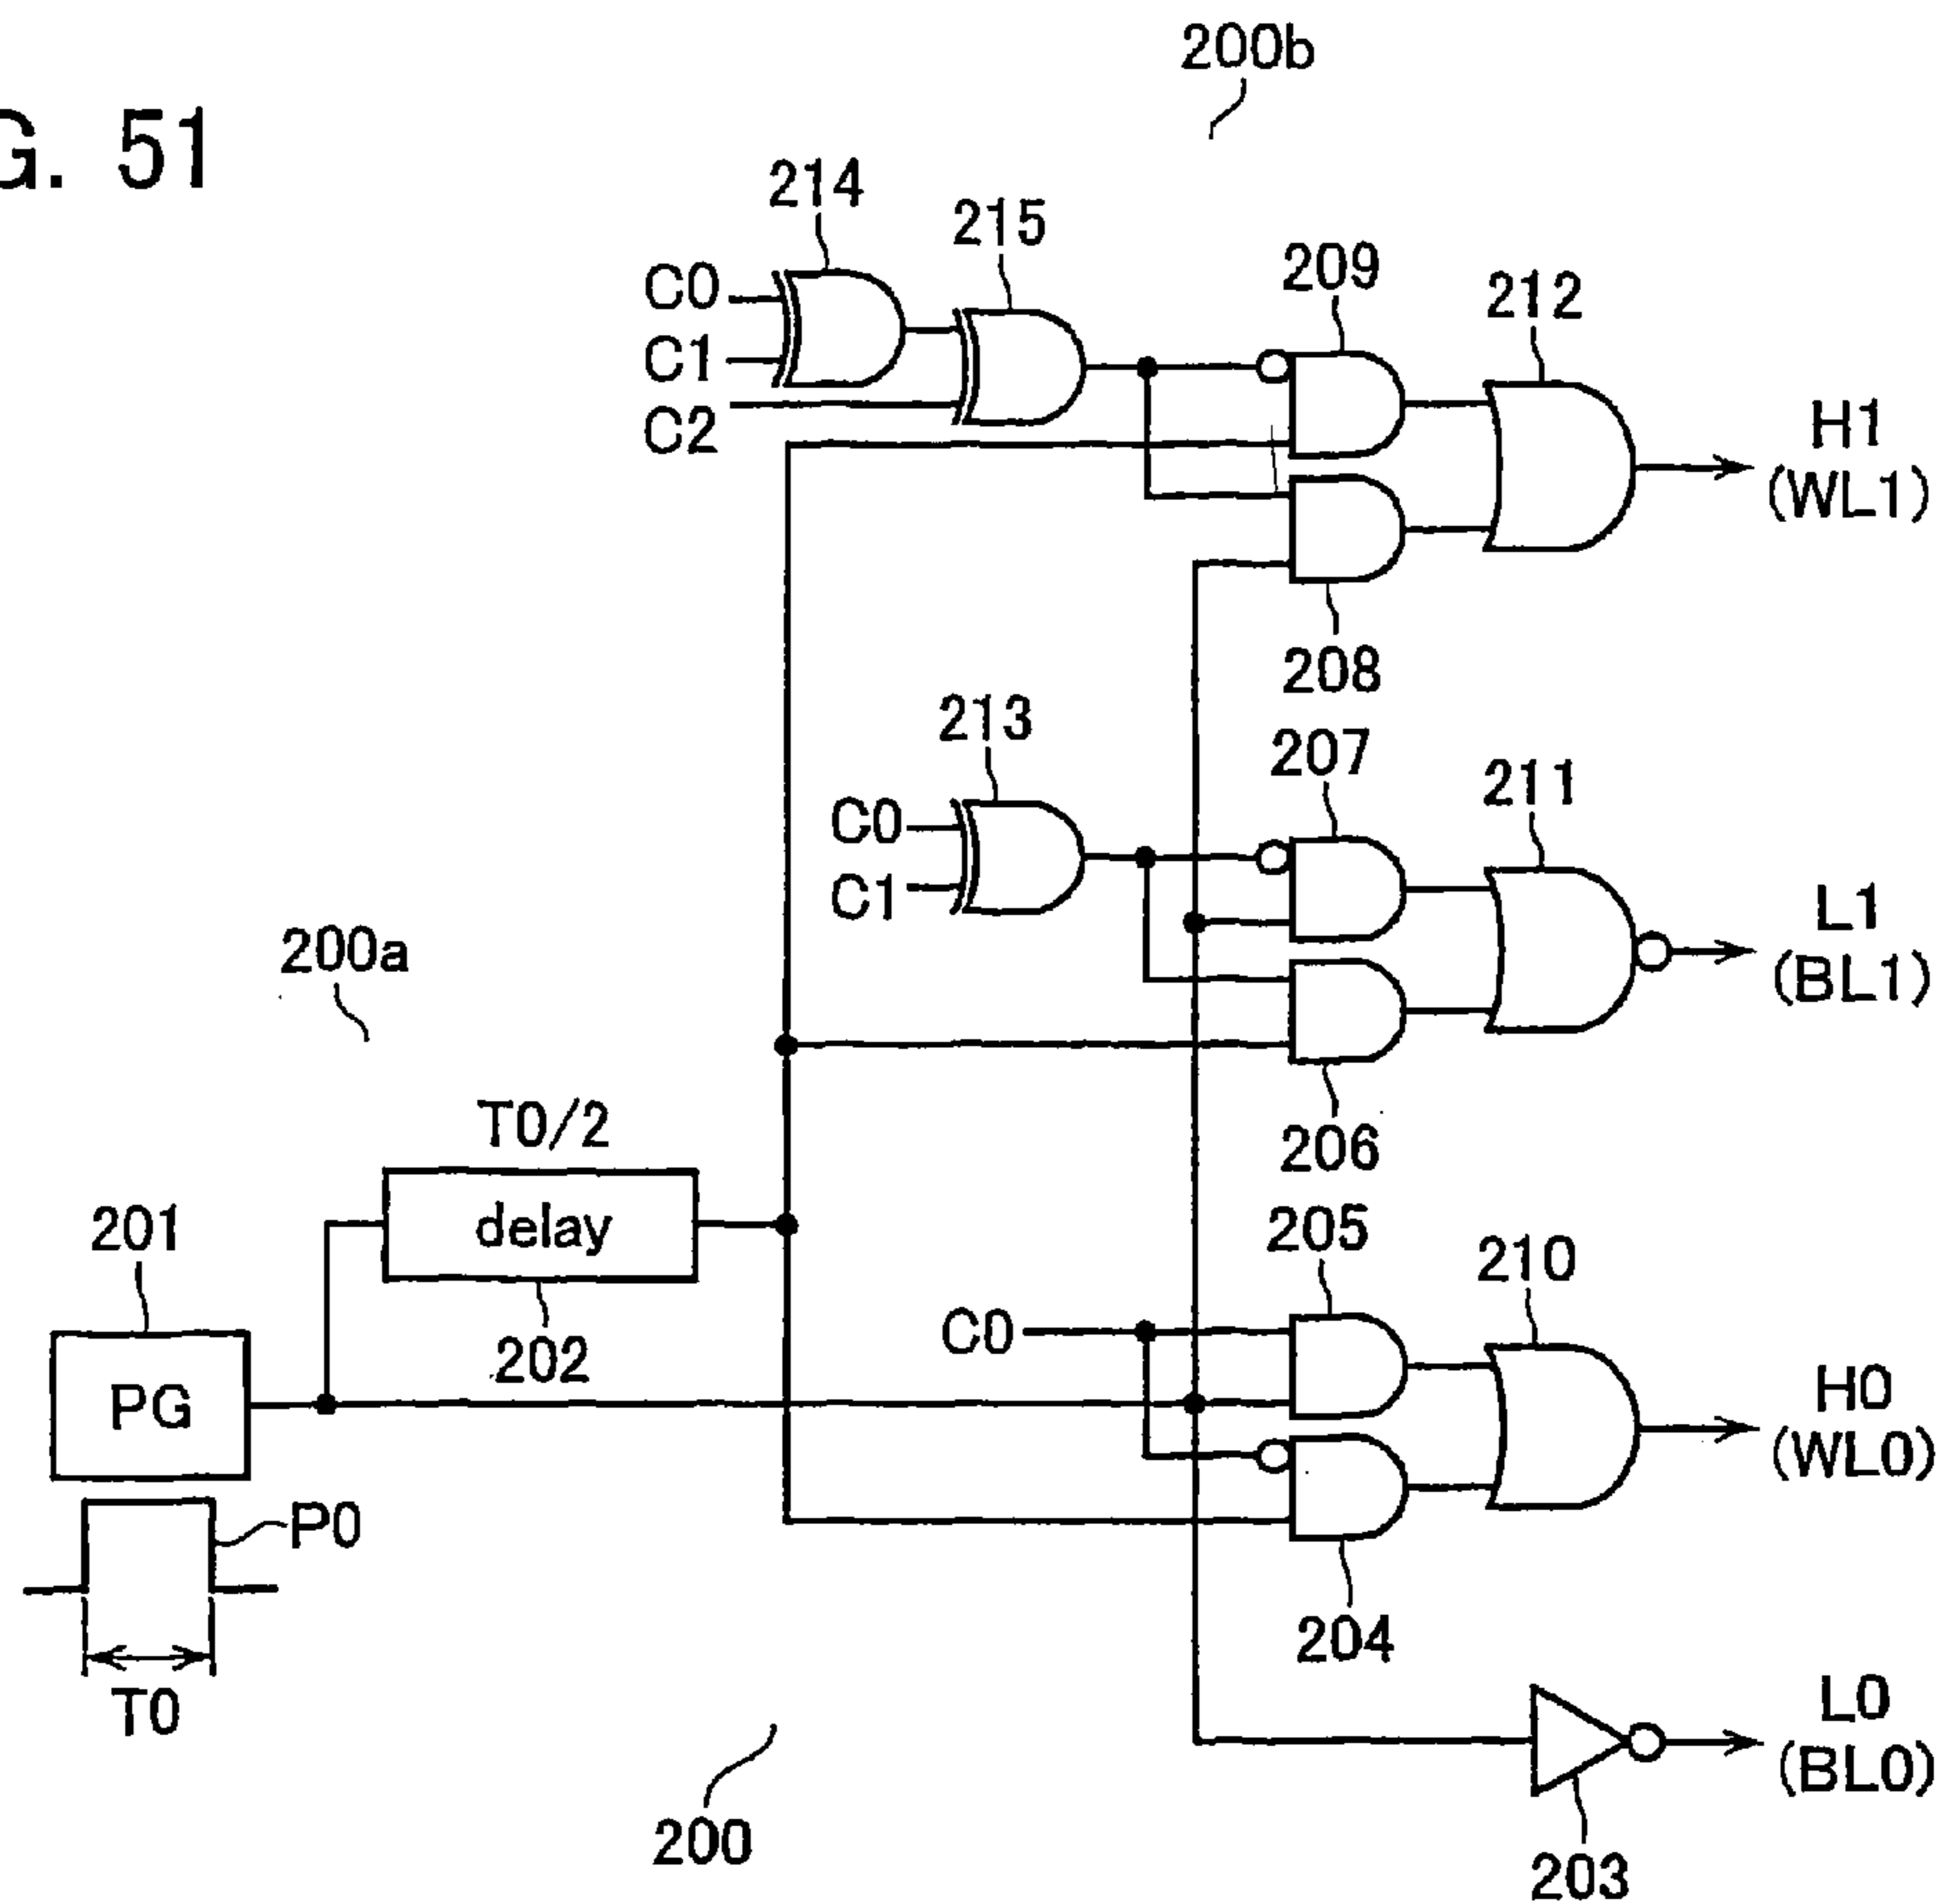 G. 51
200b
214
215
209
212
C0
C1
C2
H1
(WL1)
208
213
207
211
C0
C1
L1
(BL1)
200a
206
T0/2
delay
202
201
PG
P0
T0
205
210
C0
H0
(WL0)
204
L0
(BL0)
203
200